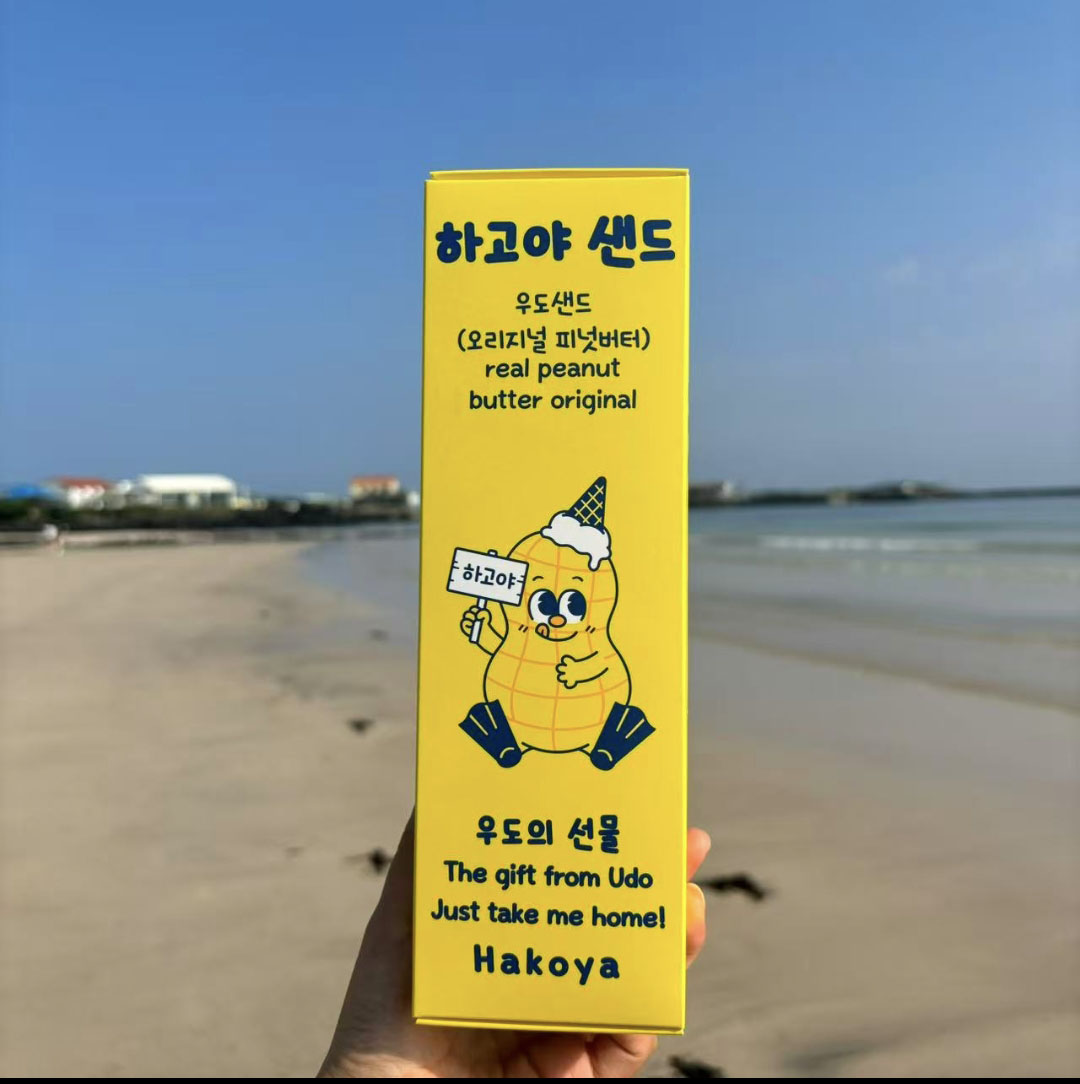 하고야 샌드
우도샌드
(오리지널 피넛버터)
real peanut
butter original
하고야
우도의 선물
The gift from Udo
Just take me home!
Hakoya